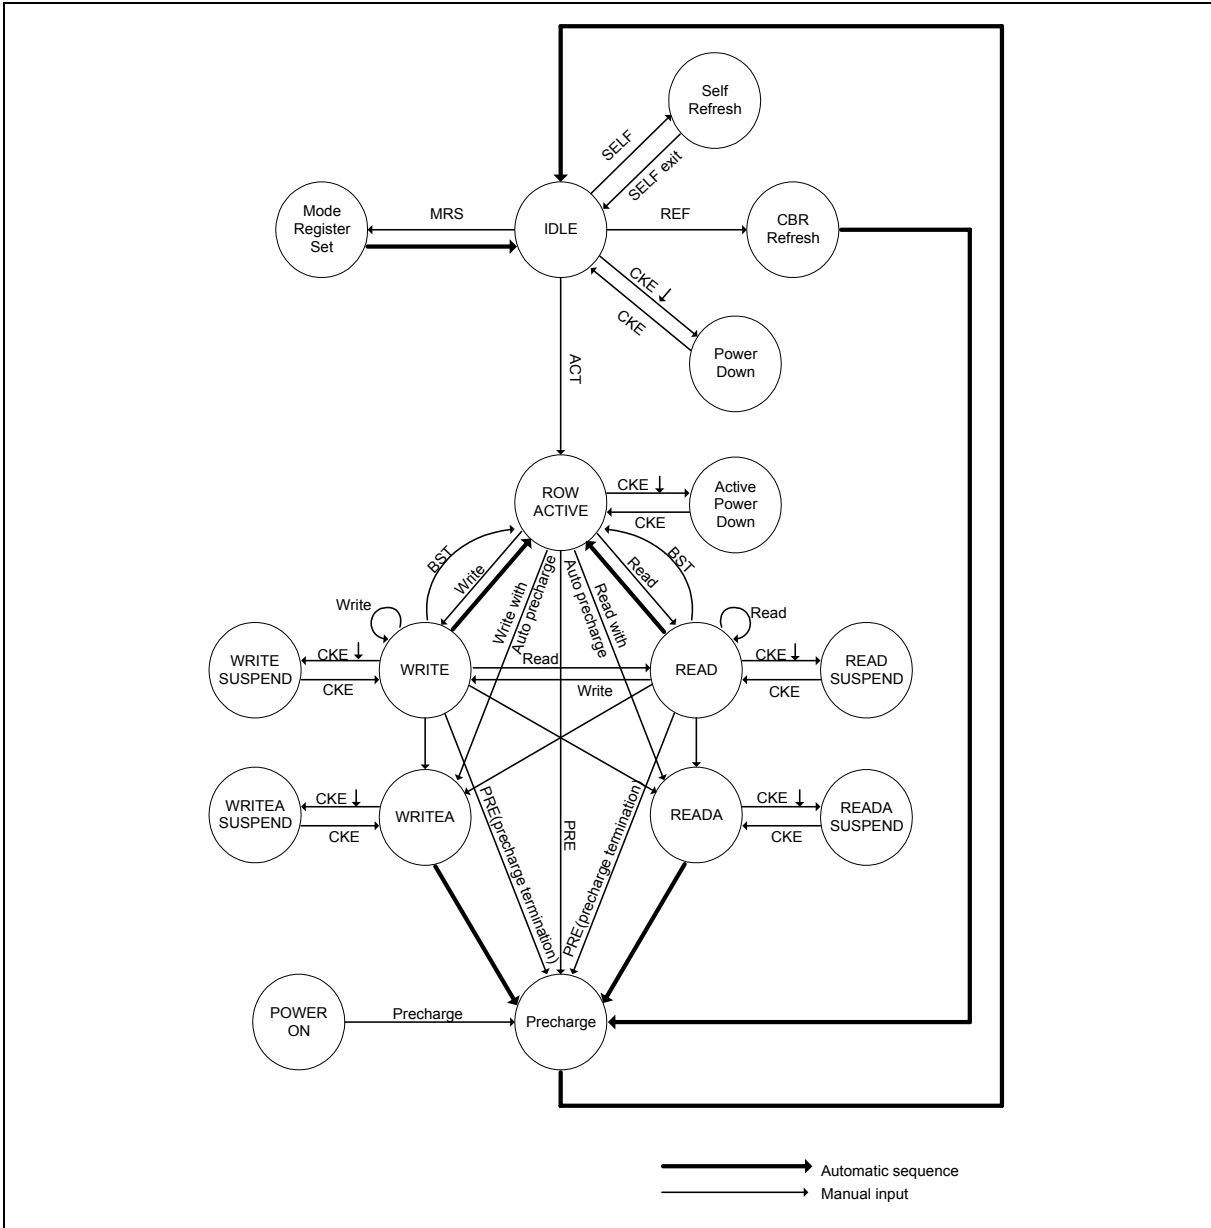 Self
Refresh
SELF
SELF exit
Mode
Register
Set
MRS
IDLE
REF
CBR
Refresh
CKE
CKE
Power
Down
ACT
ROW
ACTIVE
CKE
CKE
Active
Power
Down
BST
Write
Write with
Auto precharge
Auto precharge
Read with
Read
BST
Write
Read
WRITE
SUSPEND
CKE
CKE
WRITE
Read
Write
READ
CKE
CKE
READ
SUSPEND
WRITEA
SUSPEND
CKE
CKE
WRITEA
PRE(precharge termination)
PRE
PRE(precharge termination)
READA
CKE
CKE
READA
SUSPEND
POWER
ON
Precharge
Precharge
Automatic sequence
Manual input